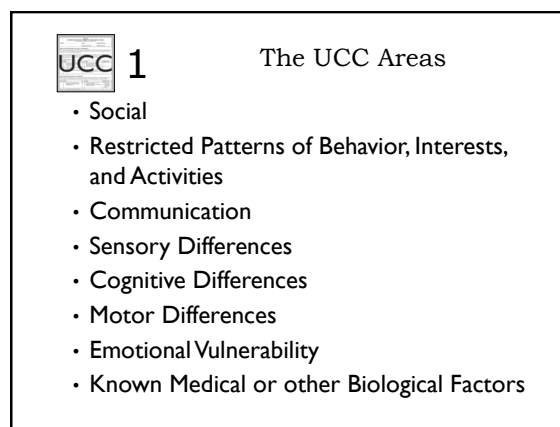 UCC 1 The UCC Areas
• Social
• Restricted Patterns of Behavior, Interests,
and Activities
• Communication
• Sensory Differences
• Cognitive Differences
• Motor Differences
• Emotional Vulnerability
• Known Medical or other Biological Factors